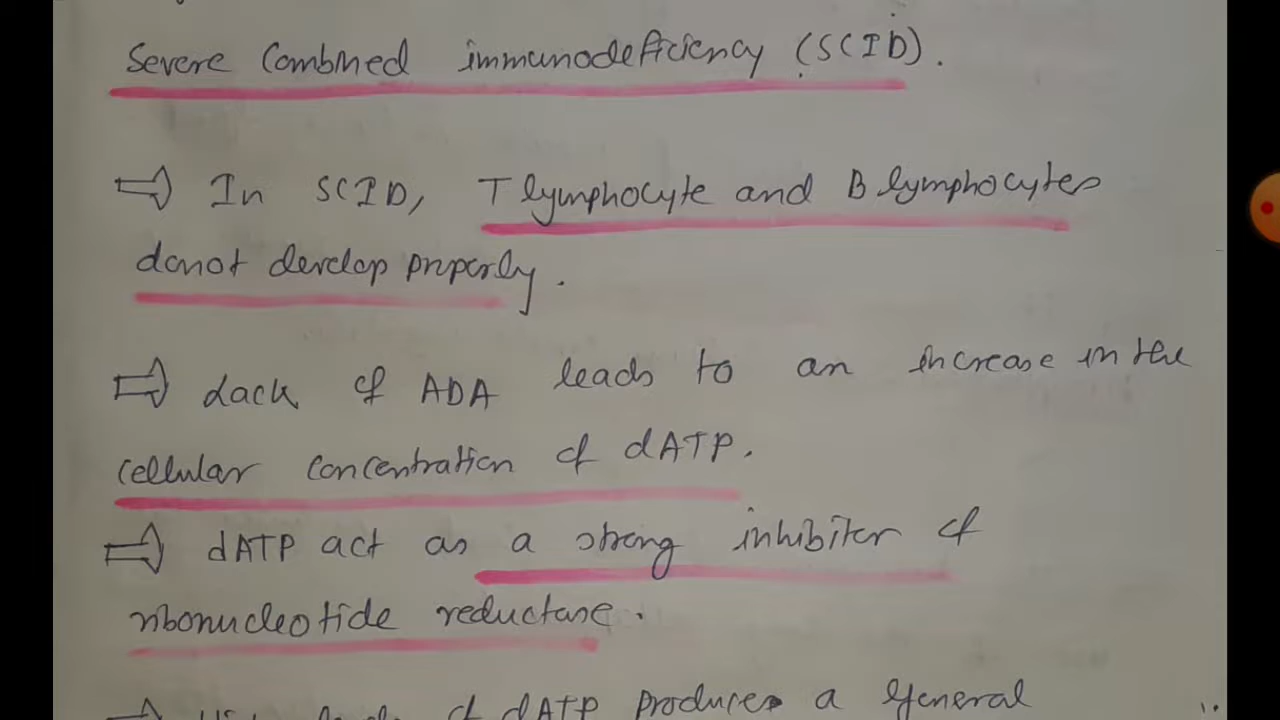 Severe Combined immunodeficiency (SCID).
⇒ In SCID, T lymphocyte and B lymphocytes
donot develop properly.
⇒ Lack of ADA leads to an increase in the
cellular concentration of dATP.
⇒ dATP act as a strong inhibitor of
ribonucleotide reductase.
⇒ of dATP produces a general